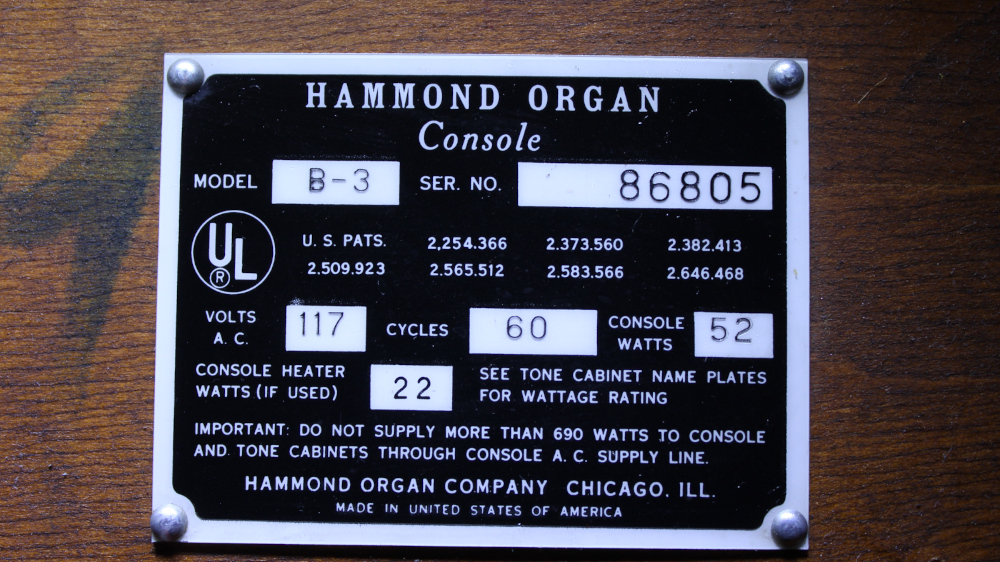 HAMMOND ORGAN
Console
MODEL B-3 SER. NO. 86805
UL ®
U. S. PATS. 2,254.366 2.373.560 2.382.413
2.509.923 2.565.512 2.583.566 2.646.468
VOLTS A. C. 117 CYCLES 60 CONSOLE WATTS 52
CONSOLE HEATER WATTS (IF USED) 22
SEE TONE CABINET NAME PLATES
FOR WATTAGE RATING
IMPORTANT: DO NOT SUPPLY MORE THAN 690 WATTS TO CONSOLE
AND TONE CABINETS THROUGH CONSOLE A. C. SUPPLY LINE.
HAMMOND ORGAN COMPANY CHICAGO. ILL.
MADE IN UNITED STATES OF AMERICA